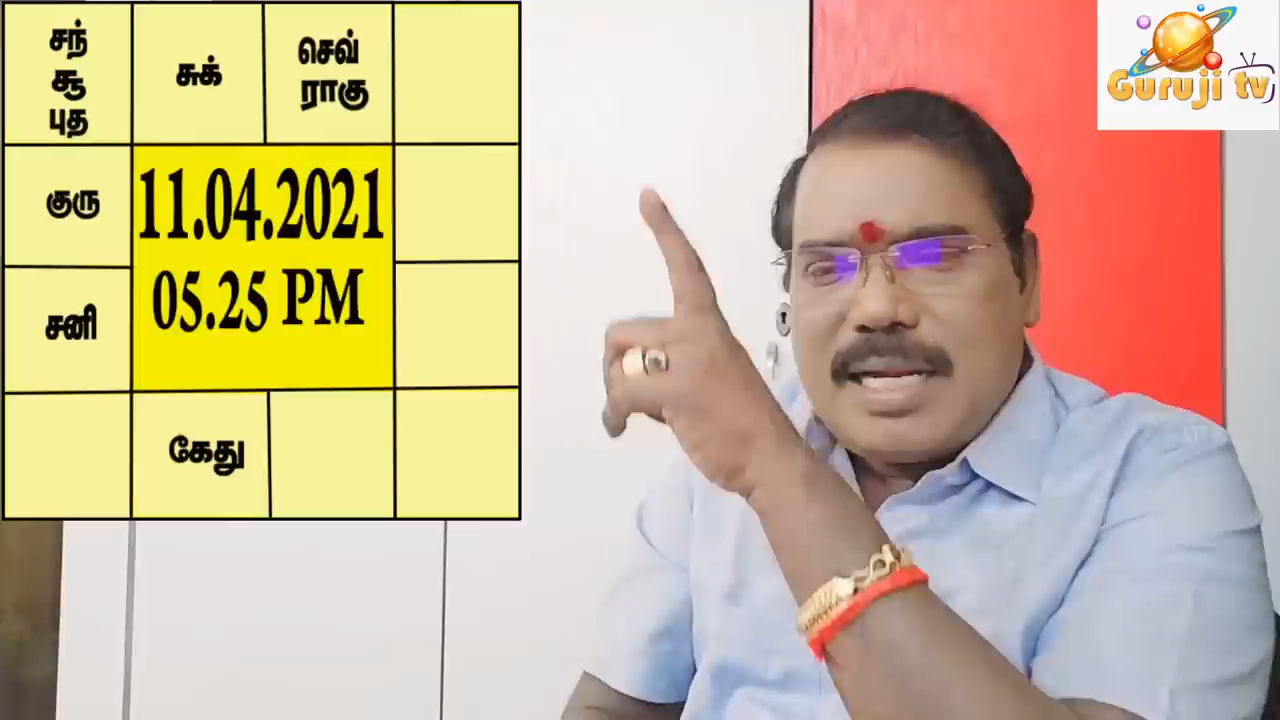 சந்
சூ
புத
சுக்
செவ்
ராகு
குரு
11.04.2021
05.25 PM
சனி
கேது
Guruji tv